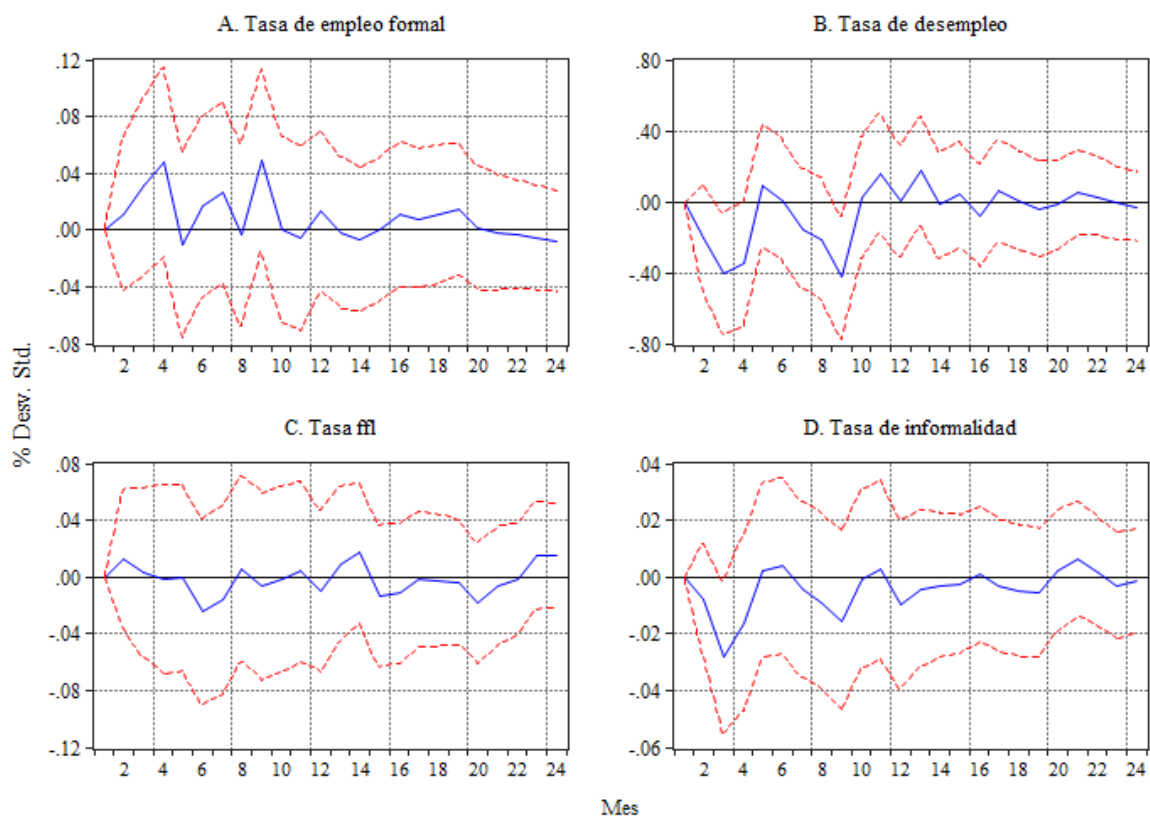 A. Tasa de empleo formal
.12
.08
.04
.00
-.04
-.08
2 4 6 8 10 12 14 16 18 20 22 24
B. Tasa de desempleo
.80
.40
.00
-.40
-.80
2 4 6 8 10 12 14 16 18 20 22 24
% Desv. Std.
C. Tasa ffl
.08
.04
.00
-.04
-.08
-.12
2 4 6 8 10 12 14 16 18 20 22 24
D. Tasa de informalidad
.04
.02
.00
-.02
-.04
-.06
2 4 6 8 10 12 14 16 18 20 22 24
Mes